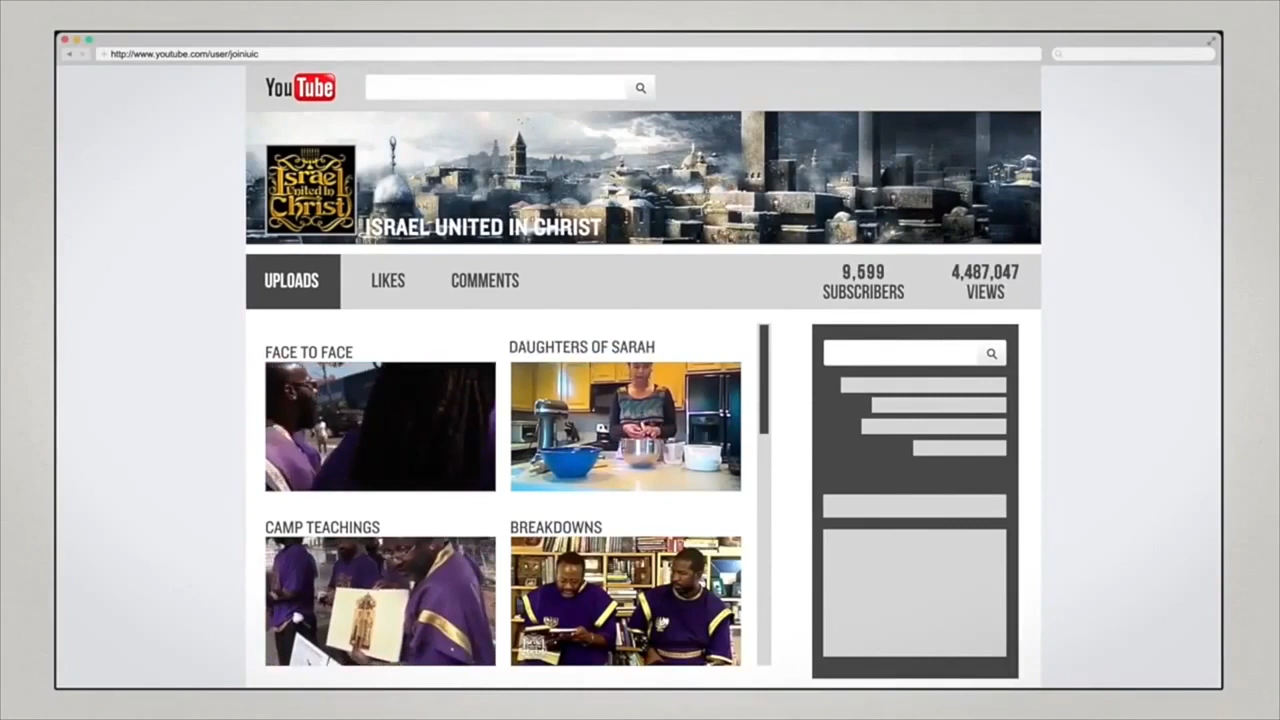 http://www.youtube.com/user/joiniuic
YouTube
Israel
United In
Christ
ISRAEL UNITED IN CHRIST
UPLOADS
LIKES
COMMENTS
9,599
SUBSCRIBERS
4,487,047
VIEWS
FACE TO FACE
DAUGHTERS OF SARAH
CAMP TEACHINGS
BREAKDOWNS